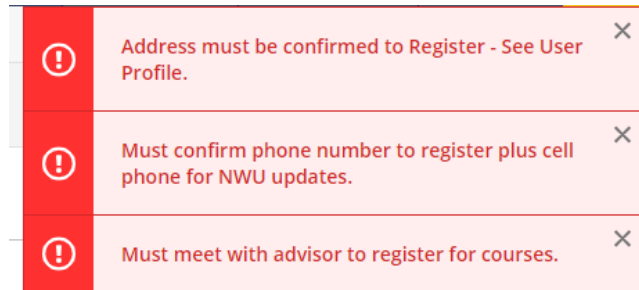 Address must be confirmed to Register - See User
Profile.
Must confirm phone number to register plus cell
phone for NWU updates.
Must meet with advisor to register for courses.